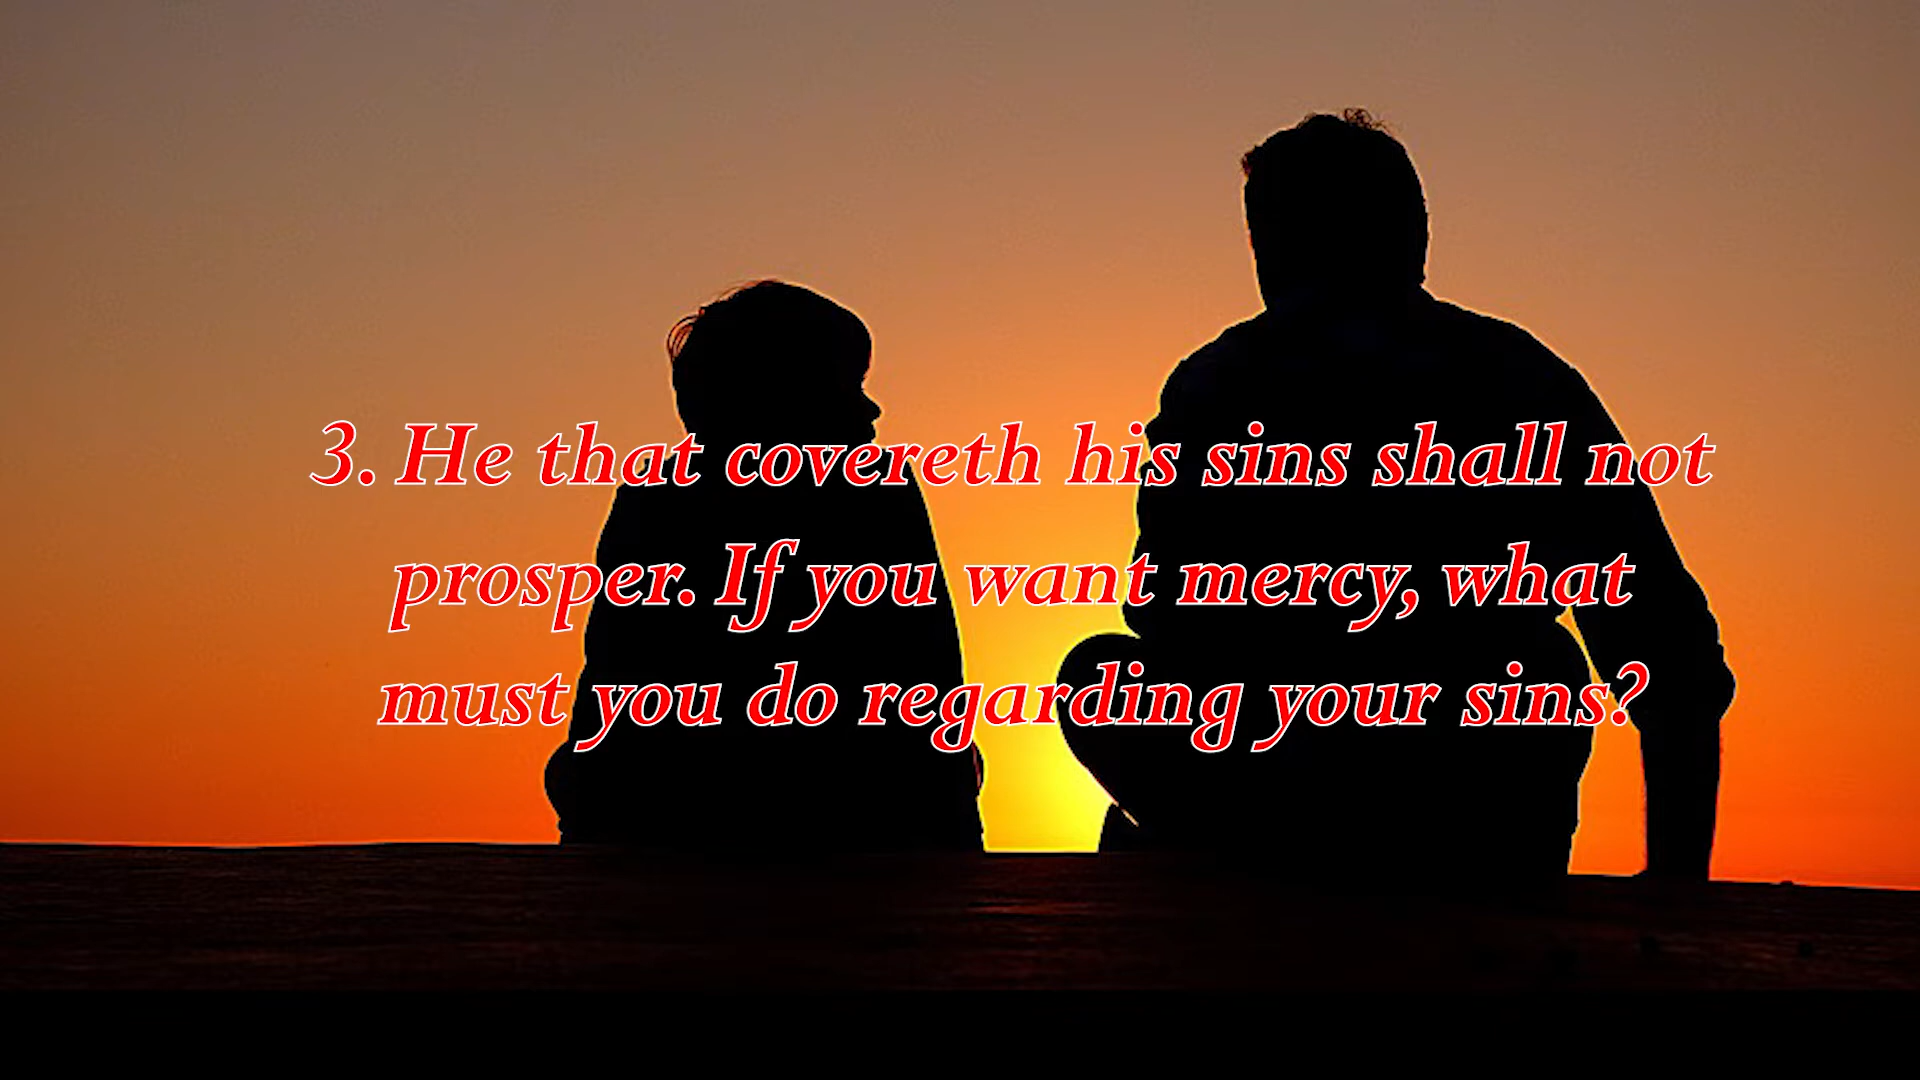 3. He that covereth his sins shall not
prosper. If you want mercy, what
must you do regarding your sins?